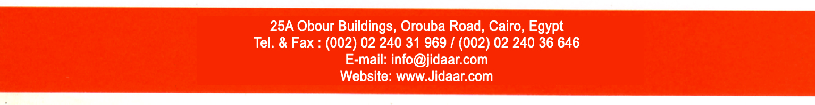 25A Obour Buildings, Orouba Road, Cairo, Egypt
Tel. & Fax : (002) 02 240 31 969 / (002) 02 240 36 646
E-mail: info@jidaar.com
Website: www.Jidaar.com